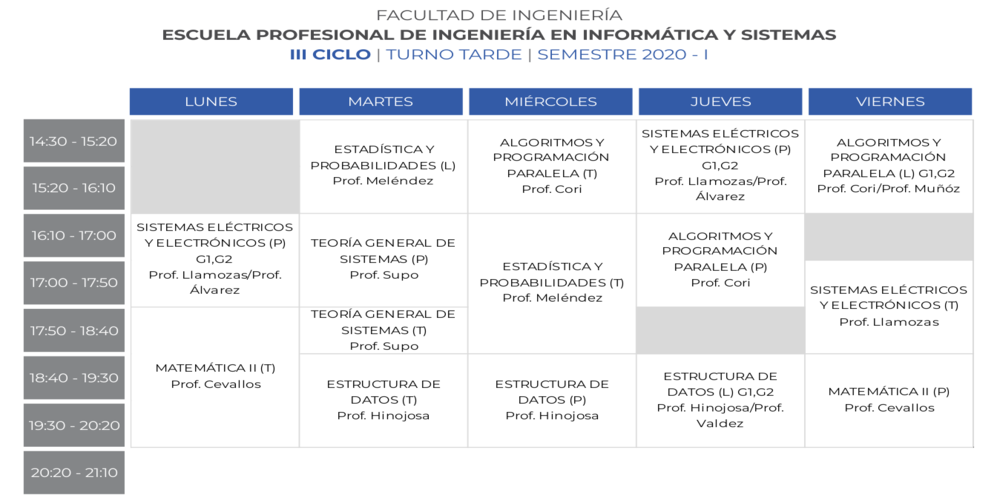 FACULTAD DE INGENIERÍA
ESCUELA PROFESIONAL DE INGENIERÍA EN INFORMÁTICA Y SISTEMAS
III CICLO | TURNO TARDE | SEMESTRE 2020 - I
LUNES
MARTES
MIÉRCOLES
JUEVES
VIERNES
14:30 - 15:20
15:20 - 16:10
16:10 - 17:00
17:00 - 17:50
17:50 - 18:40
18:40 - 19:30
19:30 - 20:20
20:20 - 21:10
SISTEMAS ELÉCTRICOS
Y ELECTRÓNICOS (P)
G1,G2
Prof. Llamozas/Prof.
Álvarez
MATEMÁTICA II (T)
Prof. Cevallos
ESTADÍSTICA Y
PROBABILIDADES (L)
Prof. Meléndez
TEORÍA GENERAL DE
SISTEMAS (P)
Prof. Supo
TEORÍA GENERAL DE
SISTEMAS (T)
Prof. Supo
ESTRUCTURA DE
DATOS (T)
Prof. Hinojosa
ALGORITMOS Y
PROGRAMACIÓN
PARALELA (T)
Prof. Cori
ESTADÍSTICA Y
PROBABILIDADES (T)
Prof. Meléndez
ESTRUCTURA DE
DATOS (P)
Prof. Hinojosa
SISTEMAS ELÉCTRICOS
Y ELECTRÓNICOS (P)
G1,G2
Prof. Llamozas/Prof.
Álvarez
ALGORITMOS Y
PROGRAMACIÓN
PARALELA (P)
Prof. Cori
ESTRUCTURA DE
DATOS (L) G1,G2
Prof. Hinojosa/Prof.
Valdez
ALGORITMOS Y
PROGRAMACIÓN
PARALELA (L) G1,G2
Prof. Cori/Prof. Muñóz
SISTEMAS ELÉCTRICOS
Y ELECTRÓNICOS (T)
Prof. Llamozas
MATEMÁTICA II (P)
Prof. Cevallos